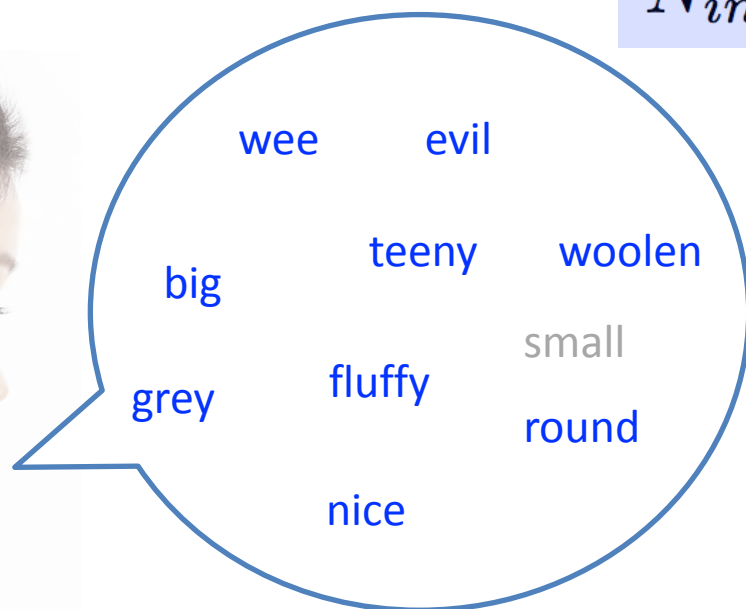 wee evil
teeny woolen
big
small
fluffy
grey
round
nice